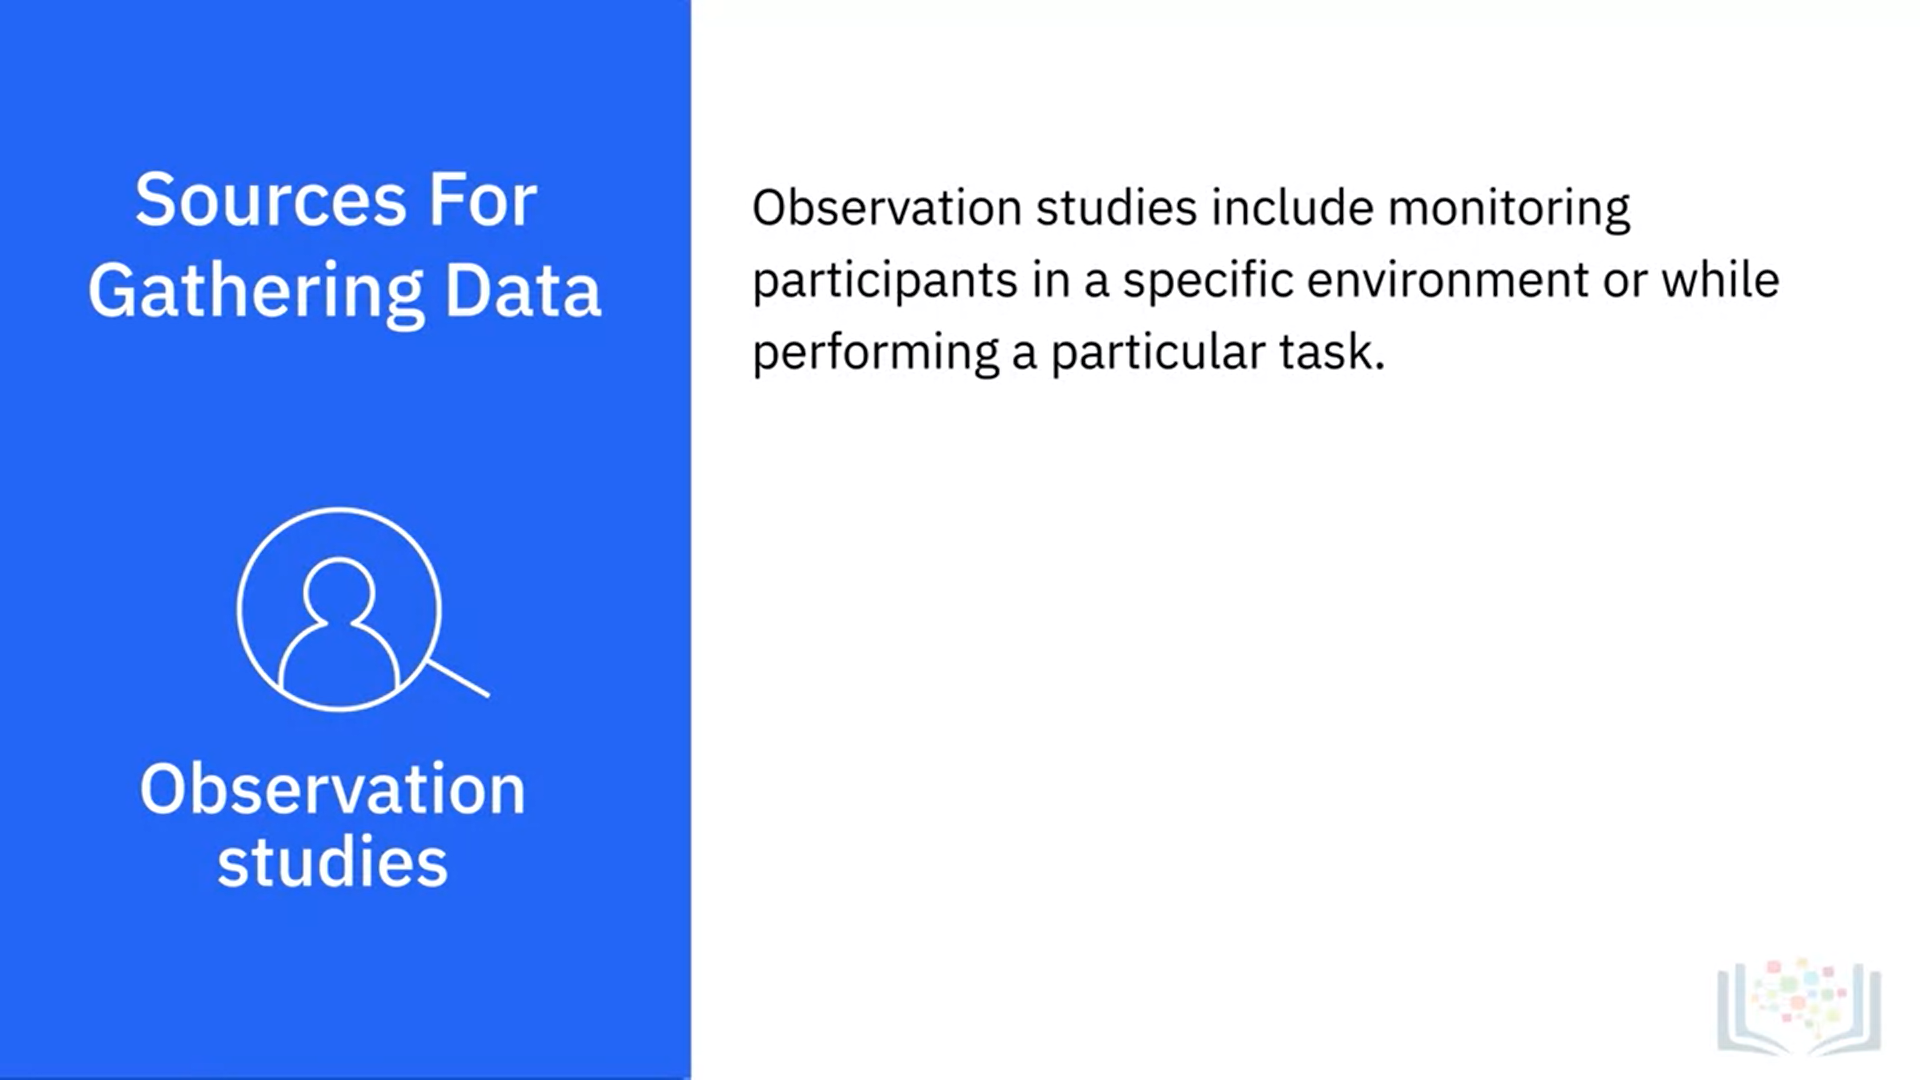 Sources For
Gathering Data
Observation
studies
Observation studies include monitoring
participants in a specific environment or while
performing a particular task.